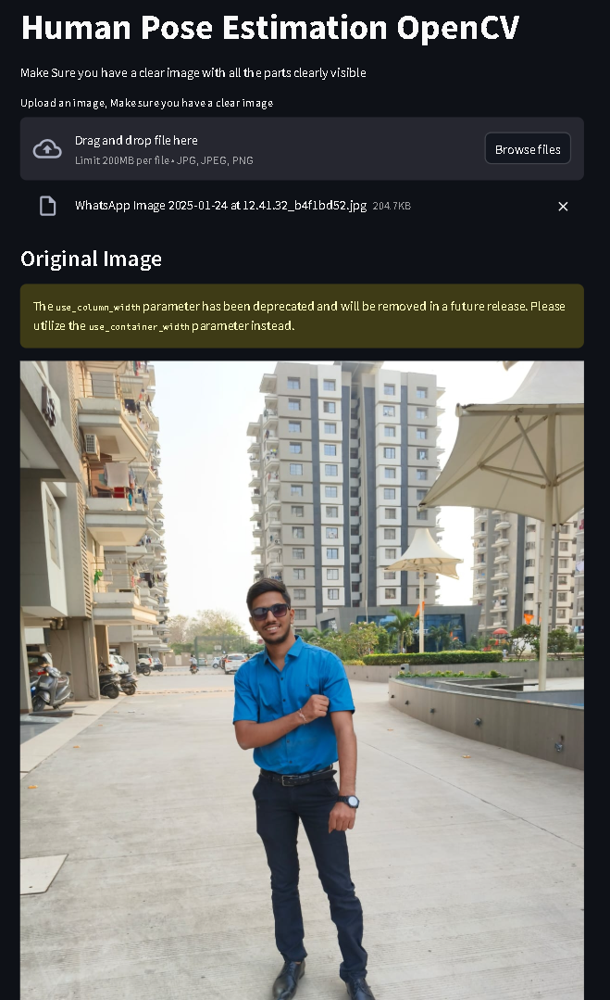 Human Pose Estimation OpenCV
Make Sure you have a clear image with all the parts clearly visible
Upload an image, Make sure you have a clear image
Drag and drop file here
Limit 200MB per file • JPG, JPEG, PNG
Browse files
WhatsApp Image 2025-01-24 at 12.41.32_b4f1bd52.jpg 204.7KB
Original Image
The use_column_width parameter has been deprecated and will be removed in a future release. Please
utilize the use_container_width parameter instead.